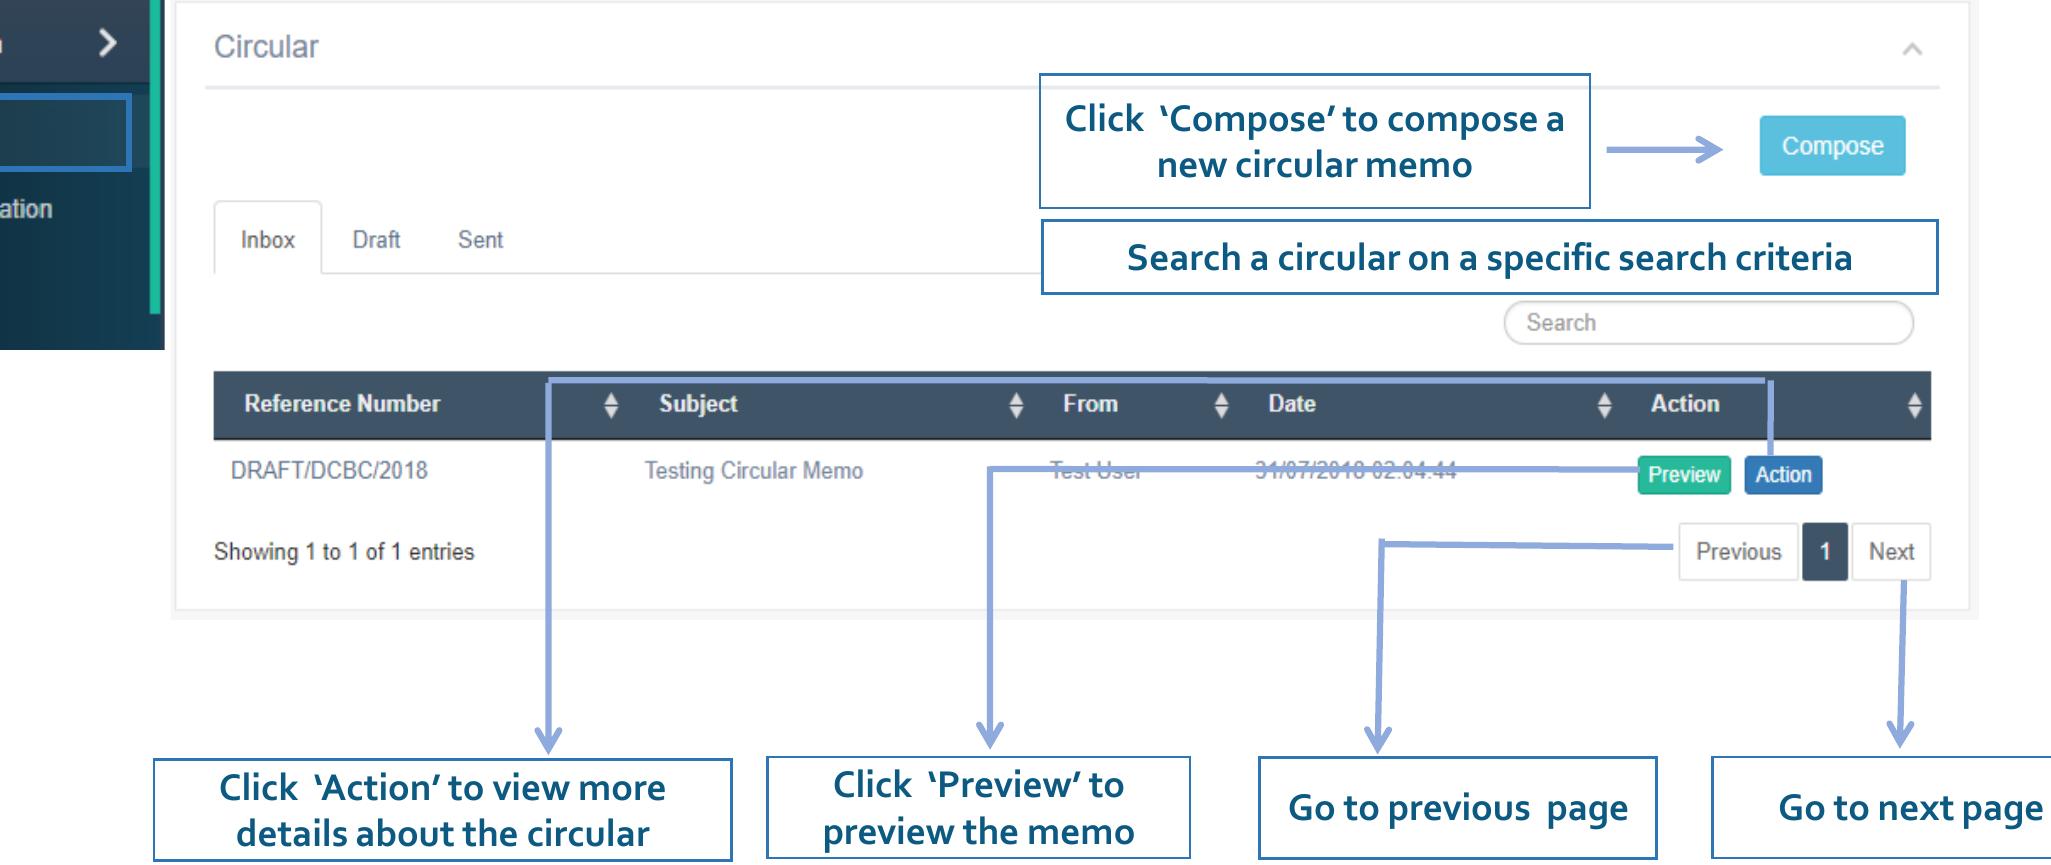 Circular
Click ‘Compose’ to compose a
new circular memo
Compose
ation
Inbox Draft Sent
Search a circular on a specific search criteria
Search
Reference Number Subject From Date Action
DRAFT/DCBC/2018 Testing Circular Memo Test User 31/07/2018 02:04:44 Preview Action
Showing 1 to 1 of 1 entries
Previous 1 Next
Click ‘Action’ to view more
details about the circular
Click ‘Preview’ to
preview the memo
Go to previous page
Go to next page